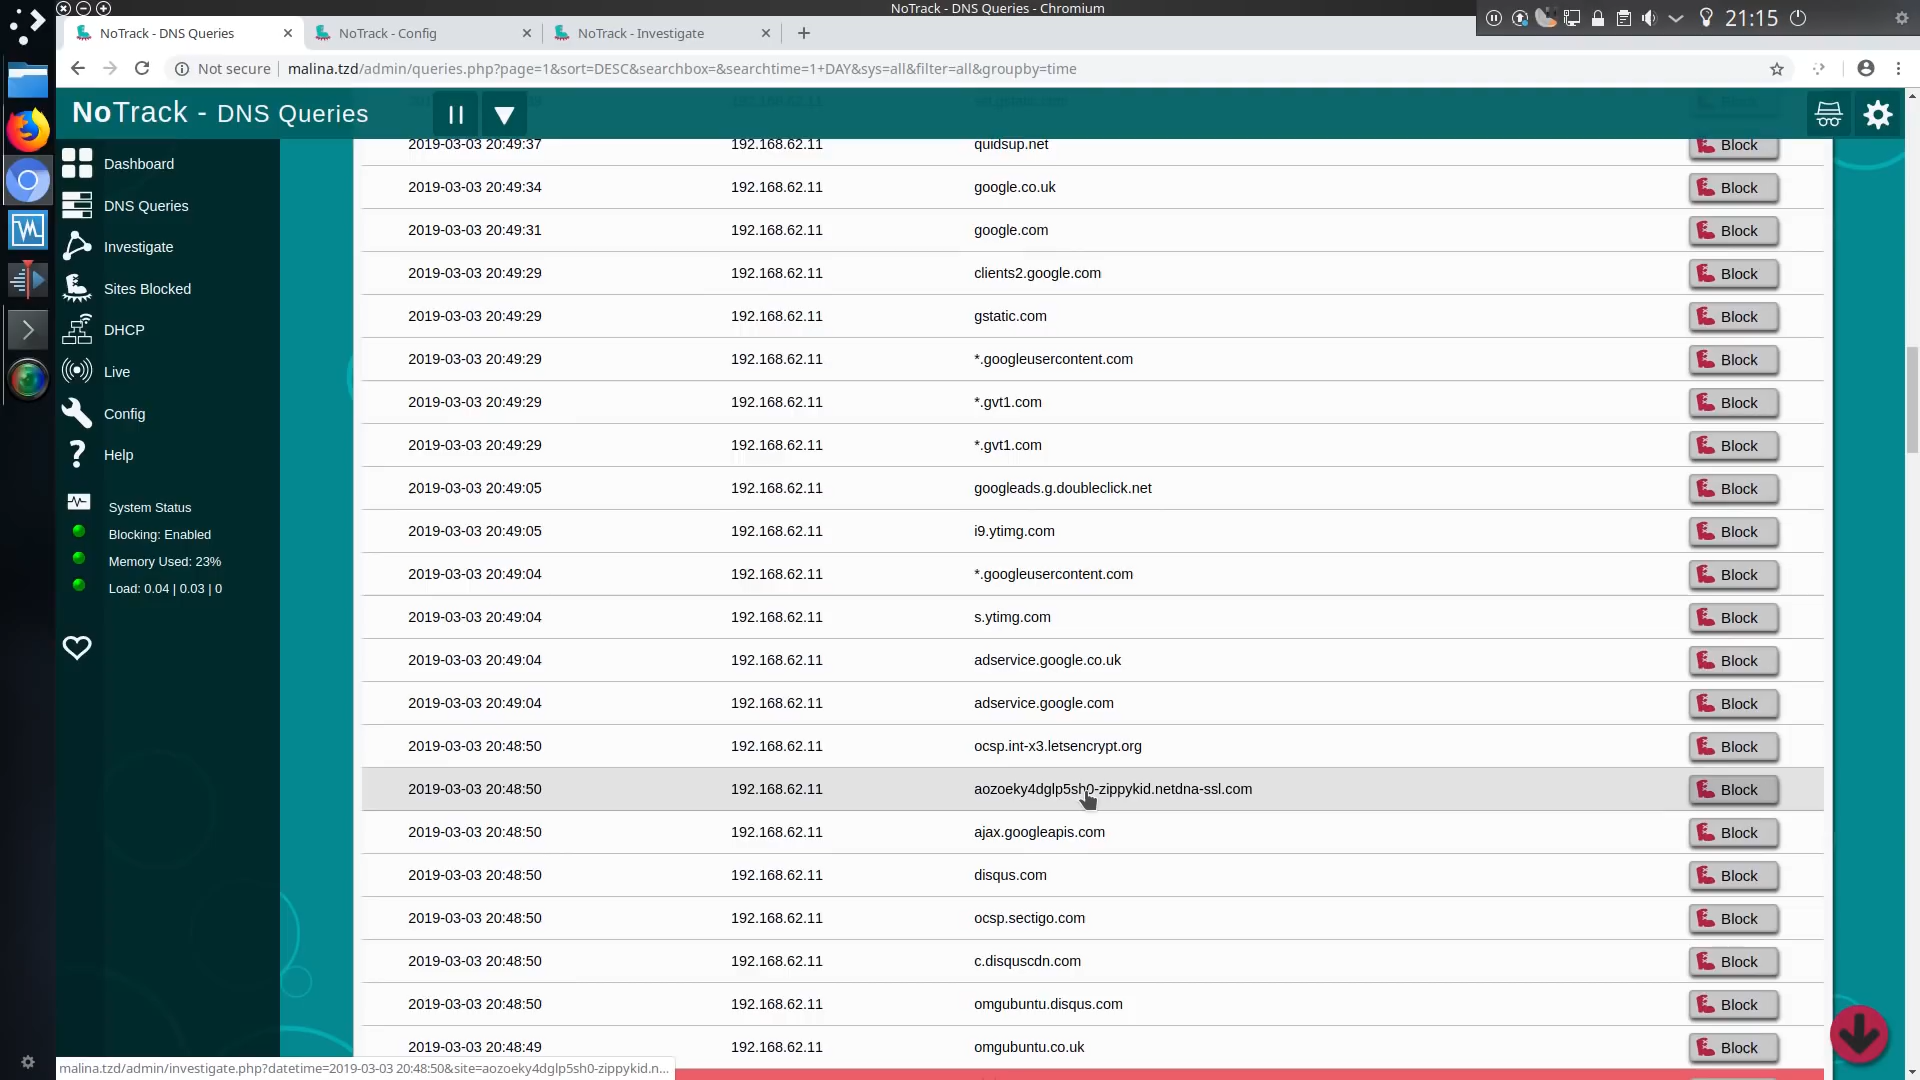 NoTrack - DNS Queries - Chromium
21:15
NoTrack - DNS Queries
NoTrack - Config
NoTrack - Investigate
Not secure
malina.tzd/admin/queries.php?page=1&sort=DESC&searchbox=&searchtime=1+DAY&sys=all&filter=all&groupby=time
NoTrack - DNS Queries
Dashboard
DNS Queries
Investigate
Sites Blocked
DHCP
Live
Config
Help
System Status
Blocking: Enabled
Memory Used: 23%
Load: 0.04 | 0.03 | 0
2019-03-03 20:49:37 192.168.62.11 quidsup.net Block
2019-03-03 20:49:34 192.168.62.11 google.co.uk Block
2019-03-03 20:49:31 192.168.62.11 google.com Block
2019-03-03 20:49:29 192.168.62.11 clients2.google.com Block
2019-03-03 20:49:29 192.168.62.11 gstatic.com Block
2019-03-03 20:49:29 192.168.62.11 *.googleusercontent.com Block
2019-03-03 20:49:29 192.168.62.11 *.gvt1.com Block
2019-03-03 20:49:29 192.168.62.11 *.gvt1.com Block
2019-03-03 20:49:05 192.168.62.11 googleads.g.doubleclick.net Block
2019-03-03 20:49:05 192.168.62.11 i9.ytimg.com Block
2019-03-03 20:49:04 192.168.62.11 *.googleusercontent.com Block
2019-03-03 20:49:04 192.168.62.11 s.ytimg.com Block
2019-03-03 20:49:04 192.168.62.11 adservice.google.co.uk Block
2019-03-03 20:49:04 192.168.62.11 adservice.google.com Block
2019-03-03 20:48:50 192.168.62.11 ocsp.int-x3.letsencrypt.org Block
2019-03-03 20:48:50 192.168.62.11 aozoeky4dglp5sh0-zippykid.netdna-ssl.com Block
2019-03-03 20:48:50 192.168.62.11 ajax.googleapis.com Block
2019-03-03 20:48:50 192.168.62.11 disqus.com Block
2019-03-03 20:48:50 192.168.62.11 ocsp.sectigo.com Block
2019-03-03 20:48:50 192.168.62.11 c.disquscdn.com Block
2019-03-03 20:48:50 192.168.62.11 omgubuntu.disqus.com Block
2019-03-03 20:48:49 192.168.62.11 omgubuntu.co.uk Block
malina.tzd/admin/investigate.php?datetime=2019-03-03 20:48:50&site=aozoeky4dglp5sh0-zippykid.n...